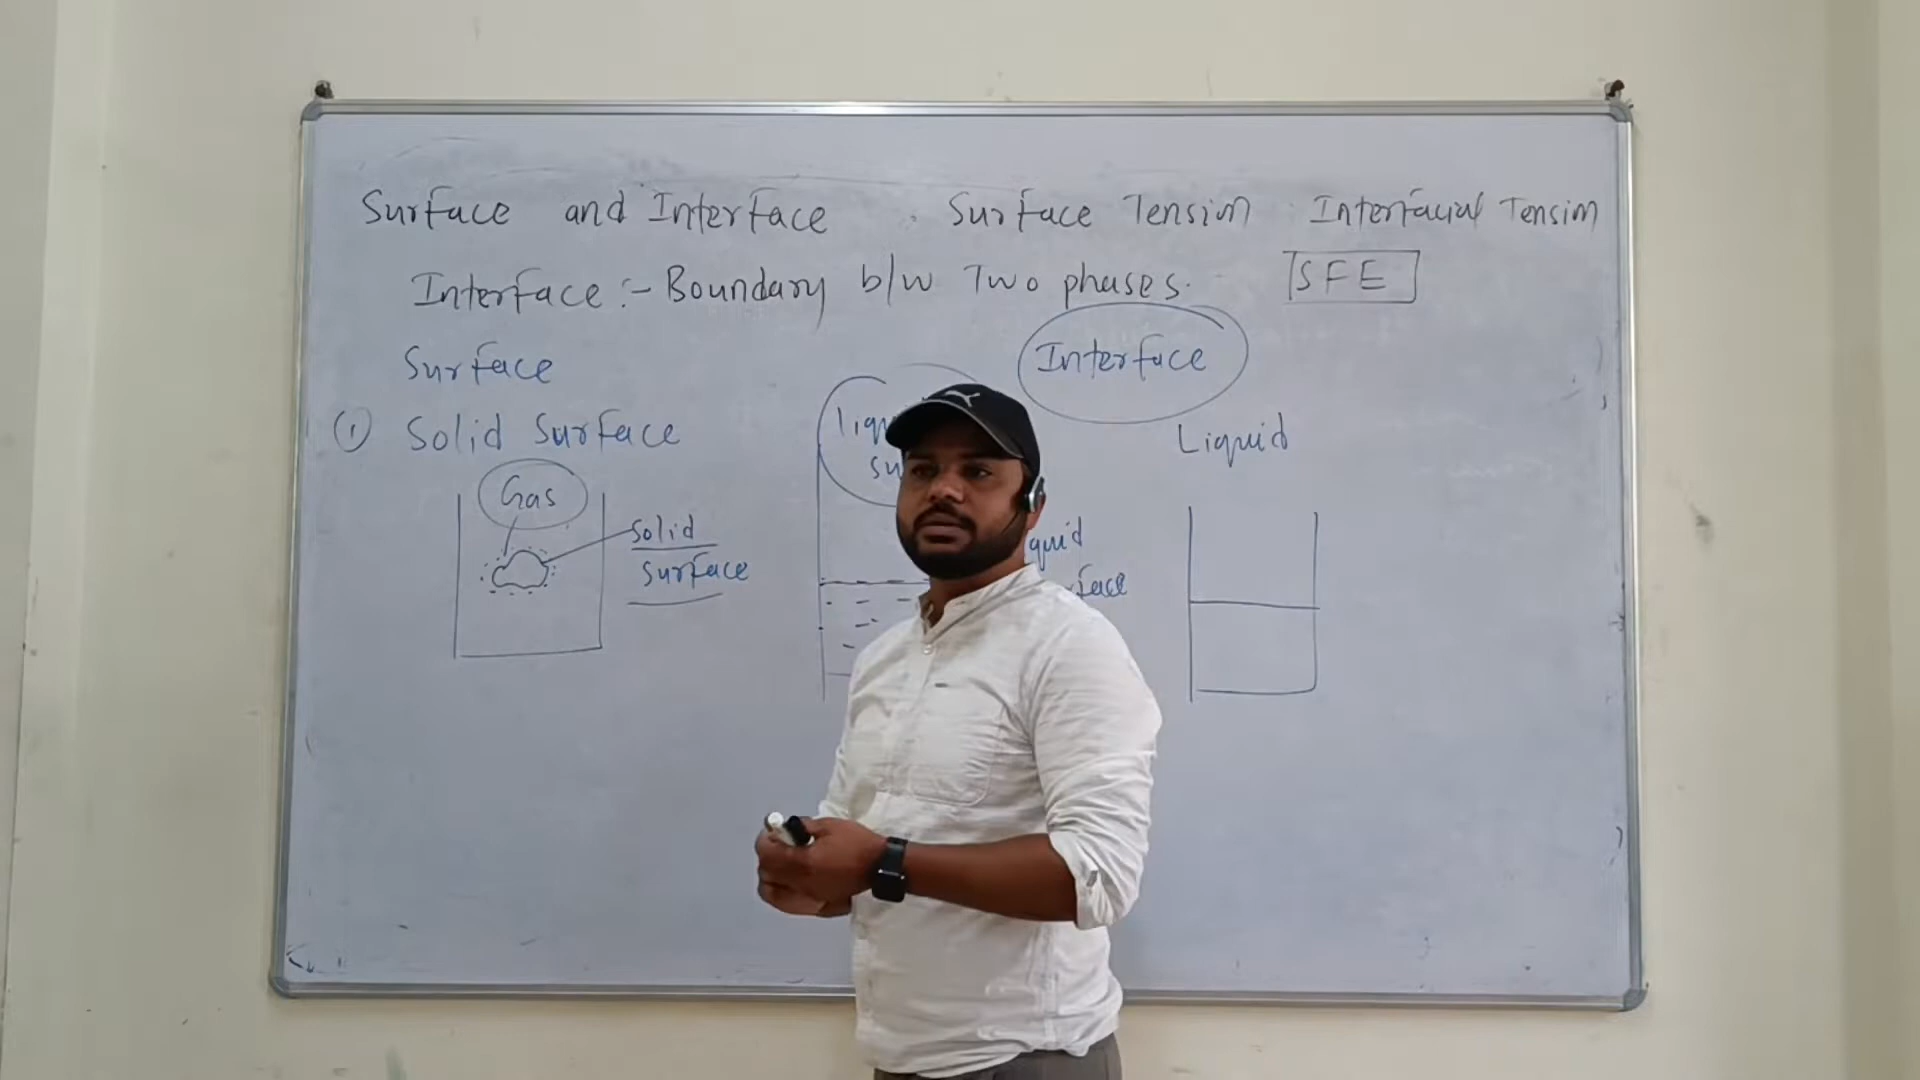 Surface and Interface Surface Tension Interfacial Tension
Interface :- Boundary b/w Two phases. SFE
Surface Interface
① Solid Surface Liquid
Gas
Solid
Surface